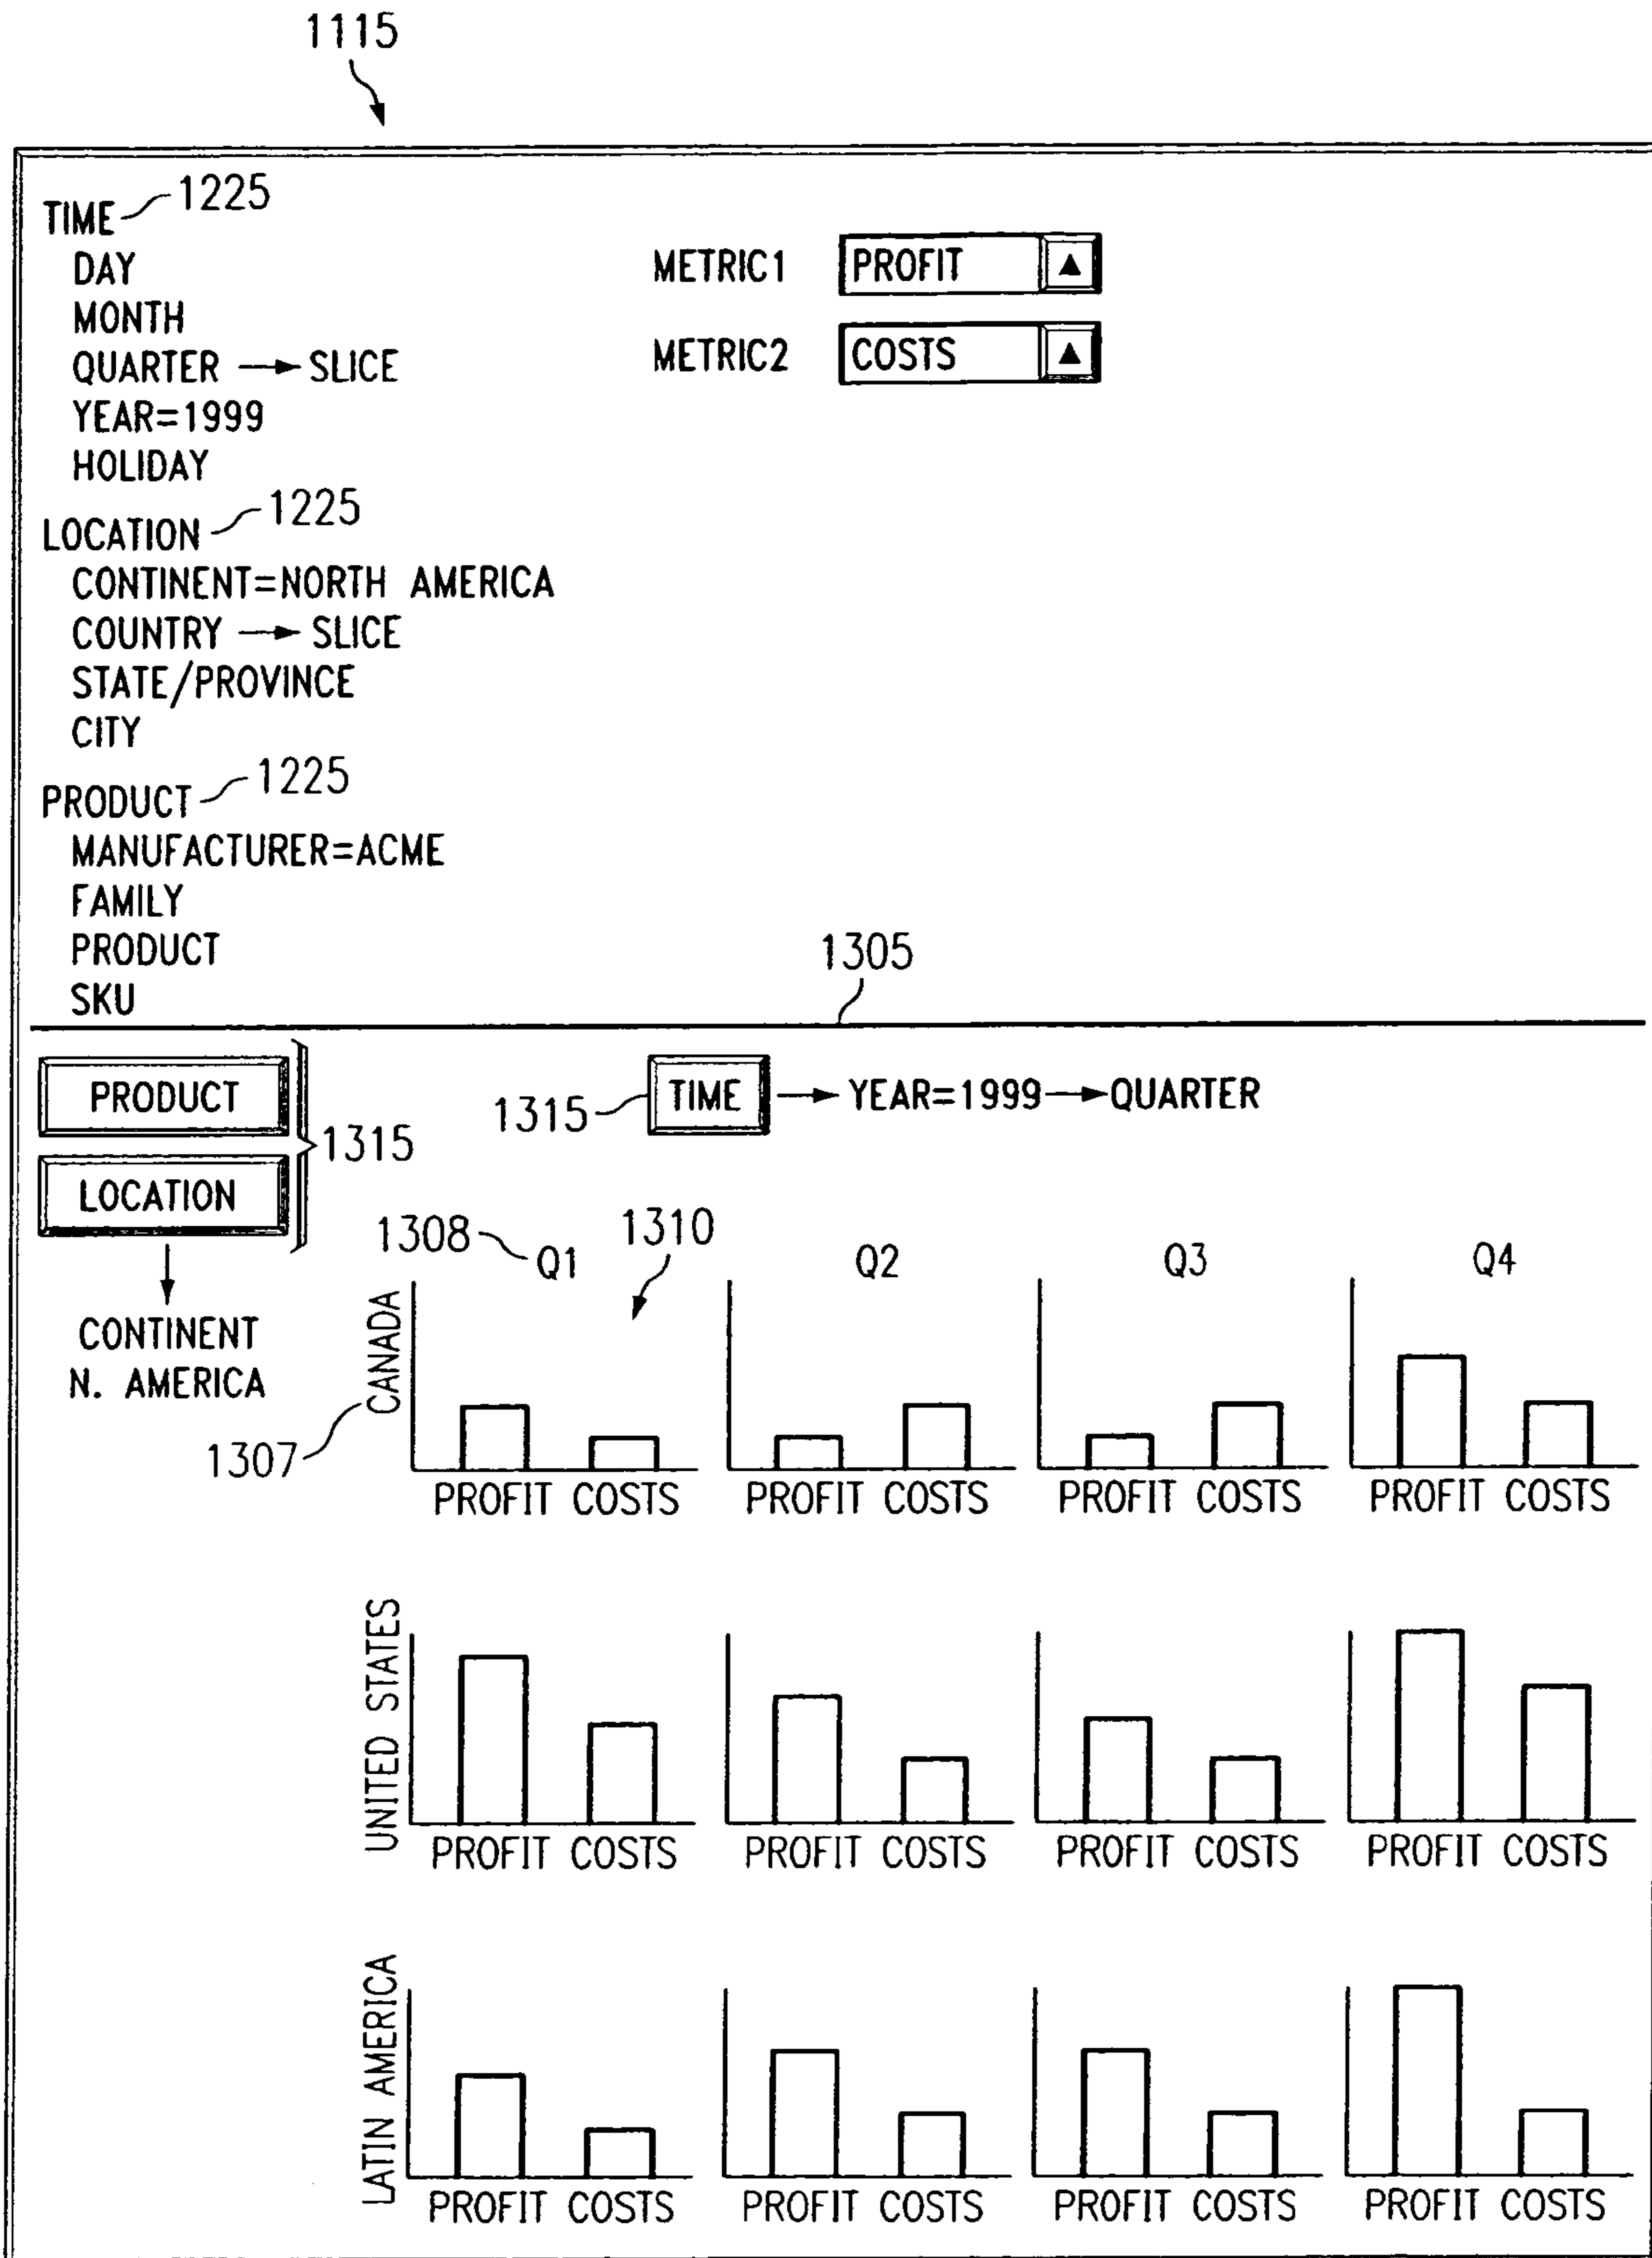 1115
TIME 1225
DAY
MONTH
QUARTER → SLICE
YEAR=1999
HOLIDAY
METRIC1 PROFIT ▲
METRIC2 COSTS ▲
LOCATION 1225
CONTINENT=NORTH AMERICA
COUNTRY → SLICE
STATE/PROVINCE
CITY
PRODUCT 1225
MANUFACTURER=ACME
FAMILY
PRODUCT
SKU
1305
PRODUCT
LOCATION
1315
CONTINENT
N. AMERICA
1315 TIME → YEAR=1999 → QUARTER
1308 Q1 1310 Q2 Q3 Q4
CANADA
1307
PROFIT COSTS PROFIT COSTS PROFIT COSTS PROFIT COSTS
UNITED STATES
PROFIT COSTS PROFIT COSTS PROFIT COSTS PROFIT COSTS
LATIN AMERICA
PROFIT COSTS PROFIT COSTS PROFIT COSTS PROFIT COSTS